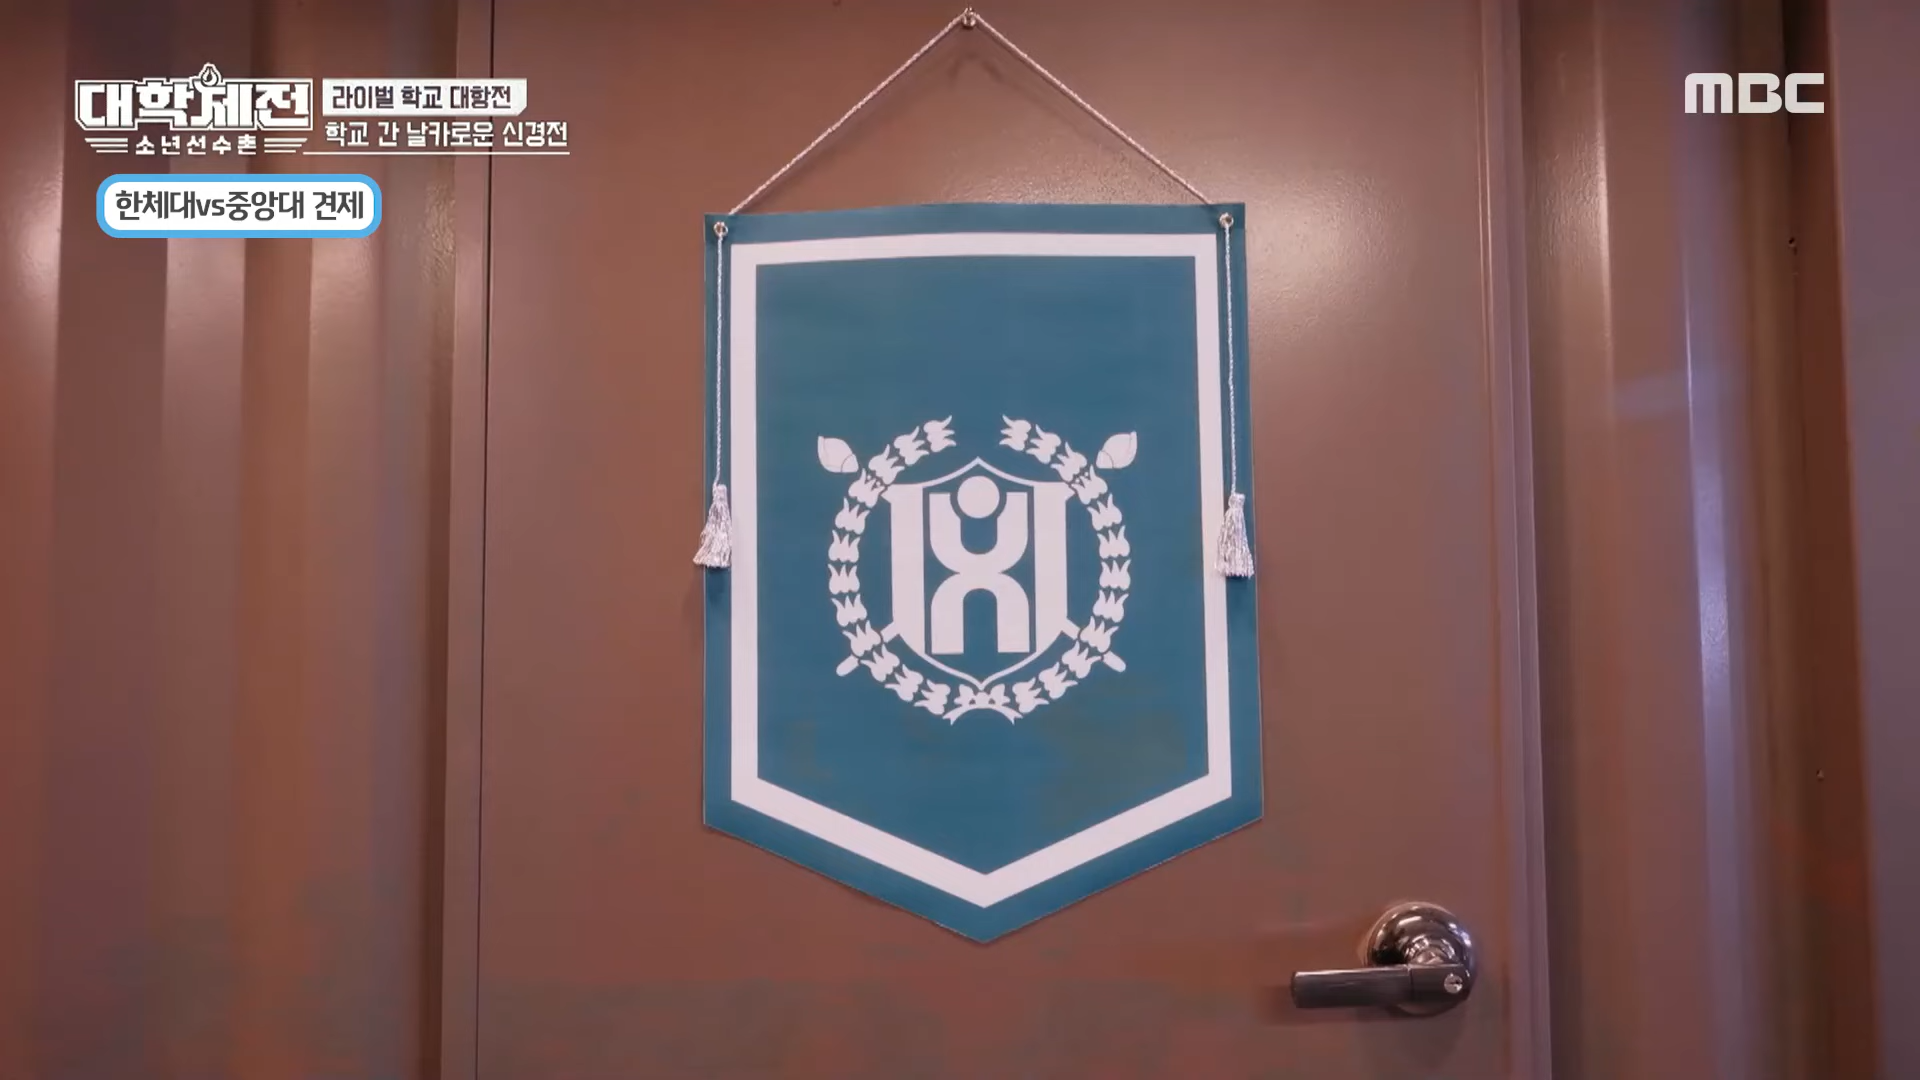 대학체전
소년선수촌
라이벌 학교 대항전
학교 간 날카로운 신경전
한체대vs중앙대 견제
MBC